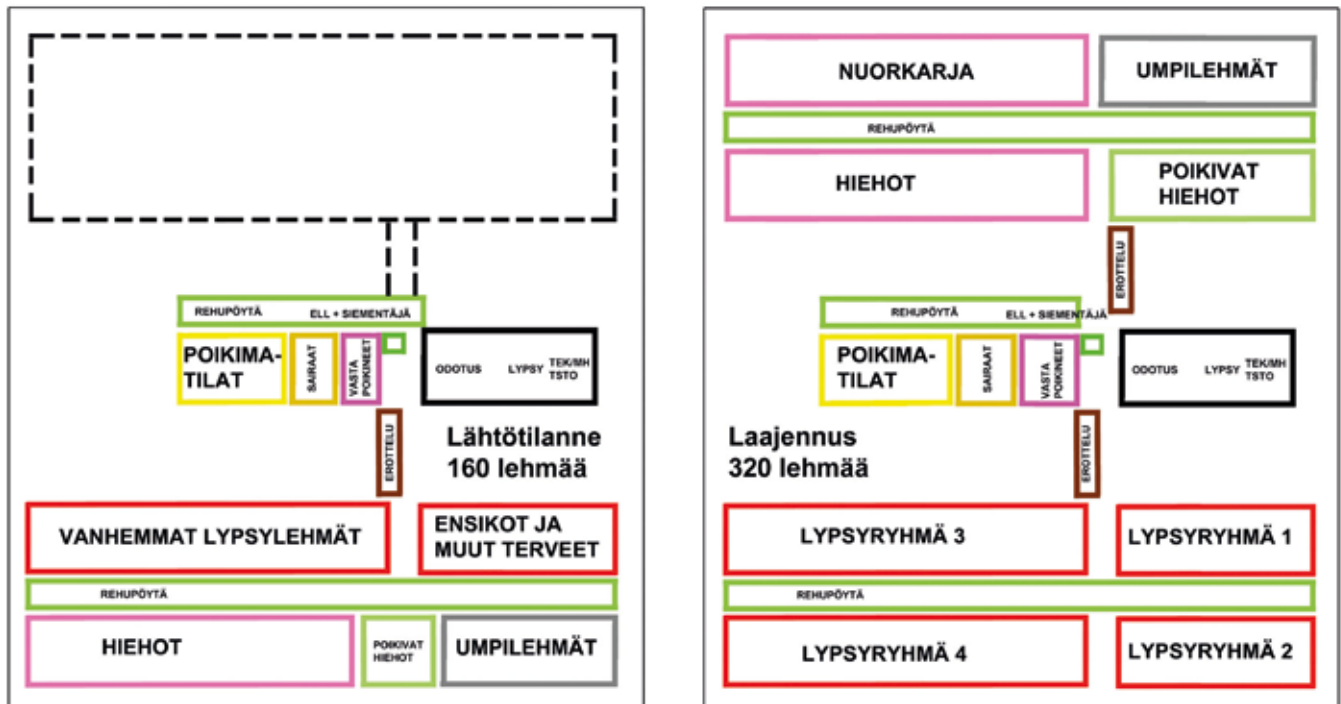 REHUPÖYTÄ
ELL + SIEMENTÄJÄ
POIKIMA-
TILAT
SAIRAAT
VASTA
POIKINEET
ODOTUS
LYPSY
TEK/MH
TSTO
EROTTELU
Lähtötilanne
160 lehmää
VANHEMMAT LYPSYLEHMÄT
ENSIKOT JA
MUUT TERVEET
REHUPÖYTÄ
HIEHOT
POIKIVAT
HIEHOT
UMPILEHMÄT
NUORKARJA
UMPILEHMÄT
REHUPÖYTÄ
HIEHOT
POIKIVAT
HIEHOT
EROTTELU
REHUPÖYTÄ
ELL + SIEMENTÄJÄ
POIKIMA-
TILAT
SAIRAAT
VASTA
POIKINEET
ODOTUS
LYPSY
TEK/MH
TSTO
EROTTELU
Laajennus
320 lehmää
LYPSYRYHMÄ 3
LYPSYRYHMÄ 1
REHUPÖYTÄ
LYPSYRYHMÄ 4
LYPSYRYHMÄ 2